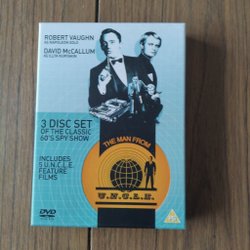 ROBERT VAUGHN
AS NAPOLEON SOLO
DAVID McCALLUM
AS ILLYA KURYAKIN
3 DISC SET
OF THE CLASSIC
60'S SPY SHOW
INCLUDES
5 U.N.C.L.E.
FEATURE
FILMS
THE MAN FROM
U.N.C.L.E.
DVD
PG